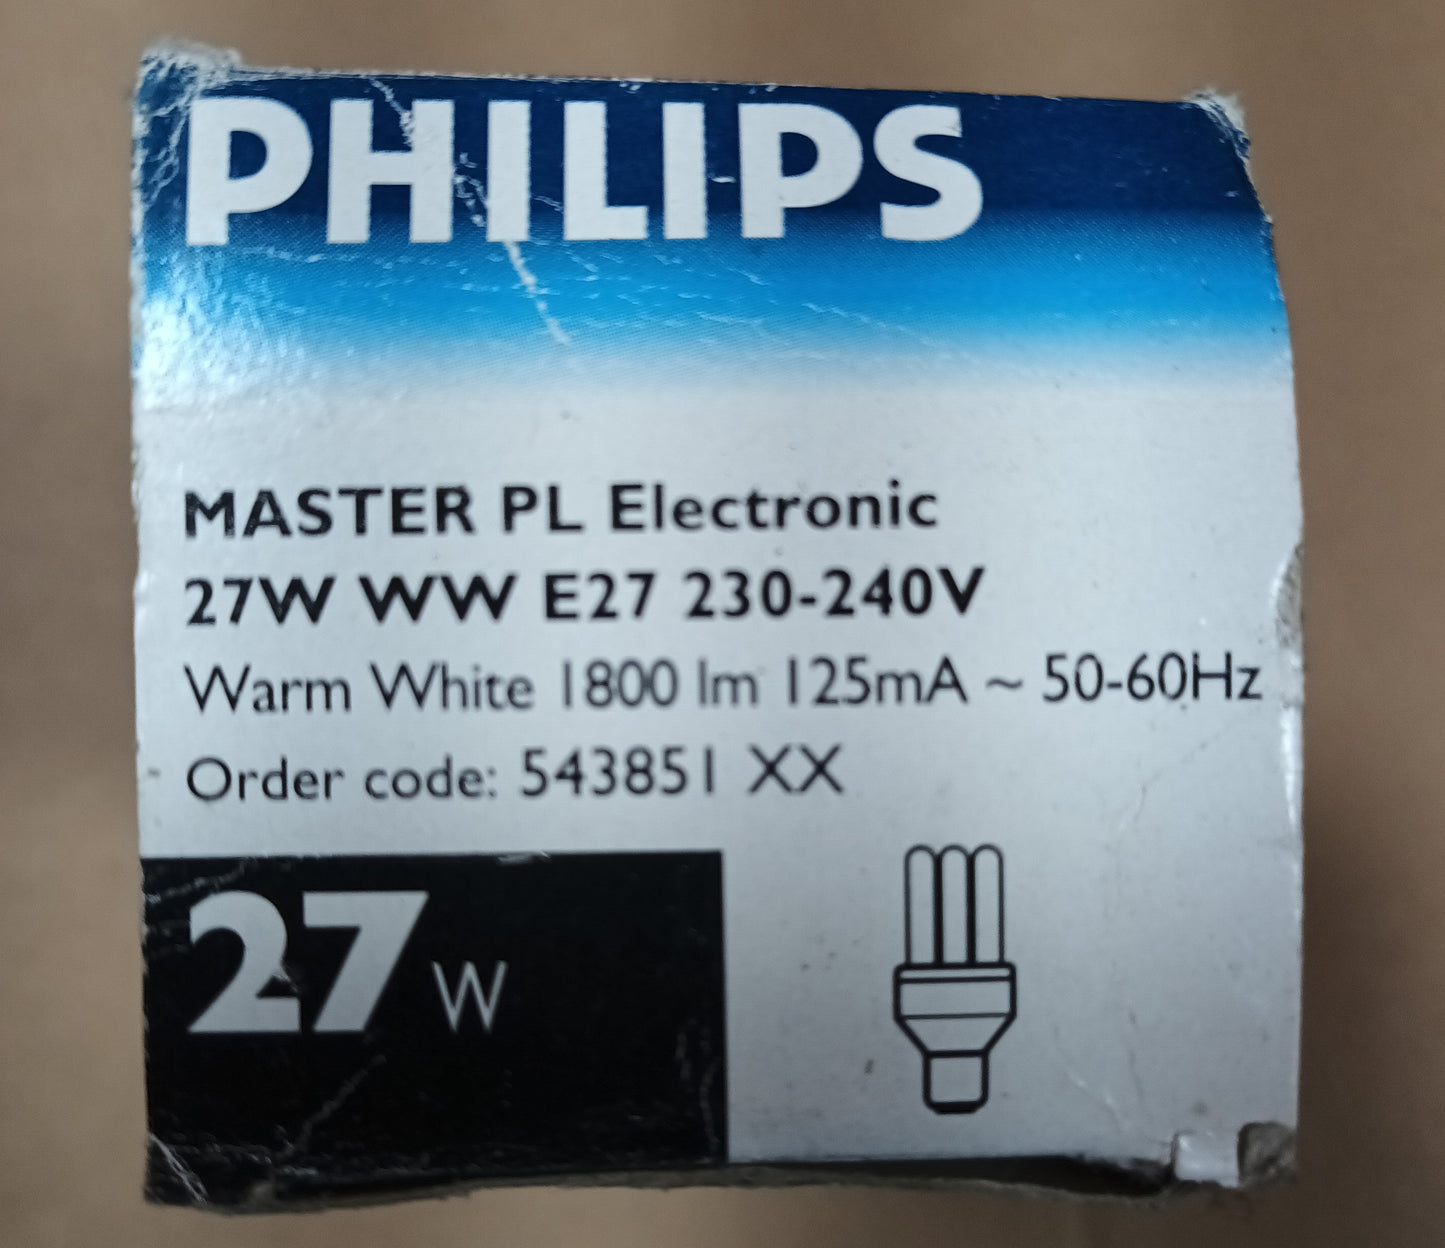 PHILIPS
MASTER PL Electronic
27W WW E27 230-240V
Warm White 1800 lm 125mA ~ 50-60Hz
Order code: 543851 XX
27 W